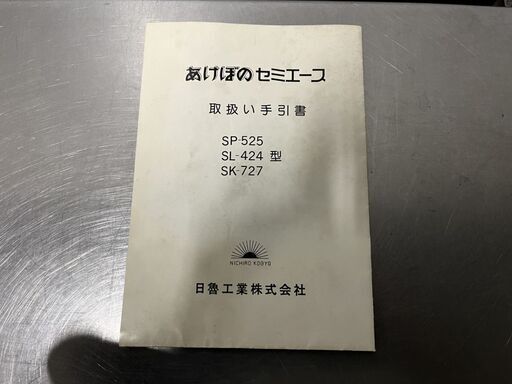 あけぼのセミエース
取扱い手引書
SP-525
SL-424 型
SK-727
NICHIRO KOGYO
日魯工業株式会社